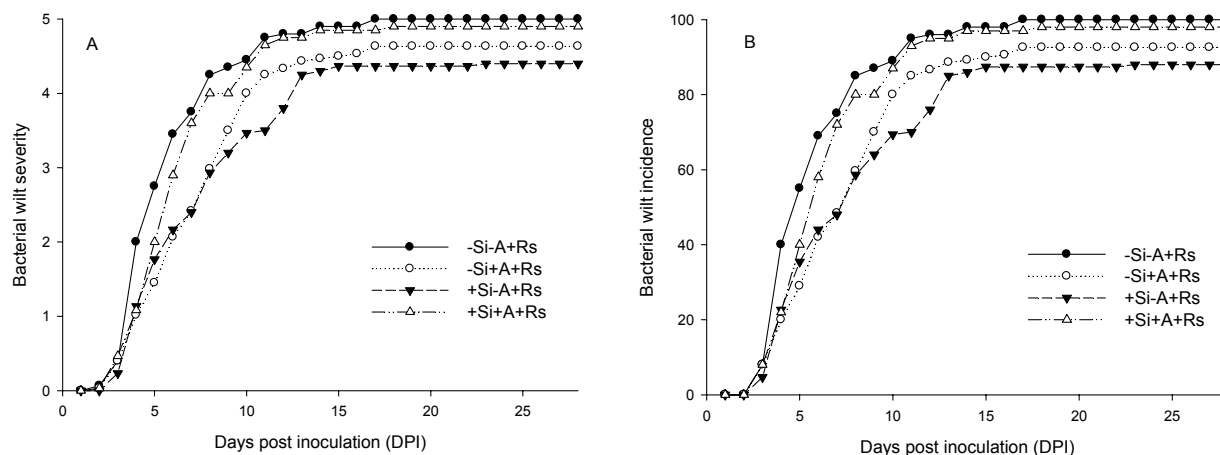 A
Bacterial wilt severity
5
4
3
2
1
0
0 5 10 15 20 25
Days post inoculation (DPI)
-Si-A+Rs
-Si+A+Rs
+Si-A+Rs
+Si+A+Rs
B
Bacterial wilt incidence
100
80
60
40
20
0
0 5 10 15 20 25
Days post inoculation (DPI)
-Si-A+Rs
-Si+A+Rs
+Si-A+Rs
+Si+A+Rs